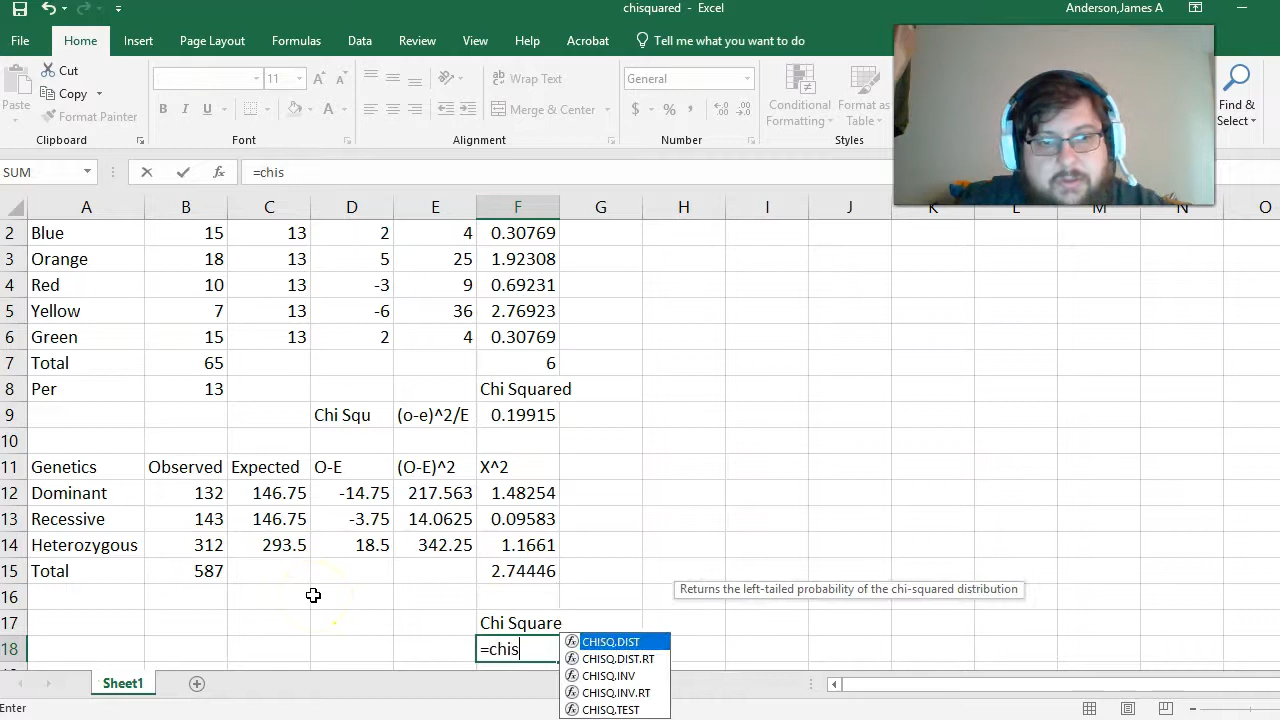 chisquared - Excel
Anderson,James A
File Home Insert Page Layout Formulas Data Review View Help Acrobat Tell me what you want to do
Cut
Copy
Format Painter
Paste
Clipboard
11
B I U
Font
Wrap Text
Merge & Center
Alignment
General
$ % ,
Number
Conditional Formatting
Format as Table
Styles
Find & Select
SUM
=chis
A B C D E F G H I J K L M N O
2 Blue 15 13 2 4 0.30769
3 Orange 18 13 5 25 1.92308
4 Red 10 13 -3 9 0.69231
5 Yellow 7 13 -6 36 2.76923
6 Green 15 13 2 4 0.30769
7 Total 65 6
8 Per 13 Chi Squared
9 Chi Squ (o-e)^2/E 0.19915
10
11 Genetics Observed Expected O-E (O-E)^2 X^2
12 Dominant 132 146.75 -14.75 217.563 1.48254
13 Recessive 143 146.75 -3.75 14.0625 0.09583
14 Heterozygous 312 293.5 18.5 342.25 1.1661
15 Total 587 2.74446
16
Returns the left-tailed probability of the chi-squared distribution
17 Chi Square
18 =chis
CHISQ.DIST
CHISQ.DIST.RT
CHISQ.INV
CHISQ.INV.RT
CHISQ.TEST
Sheet1
Enter